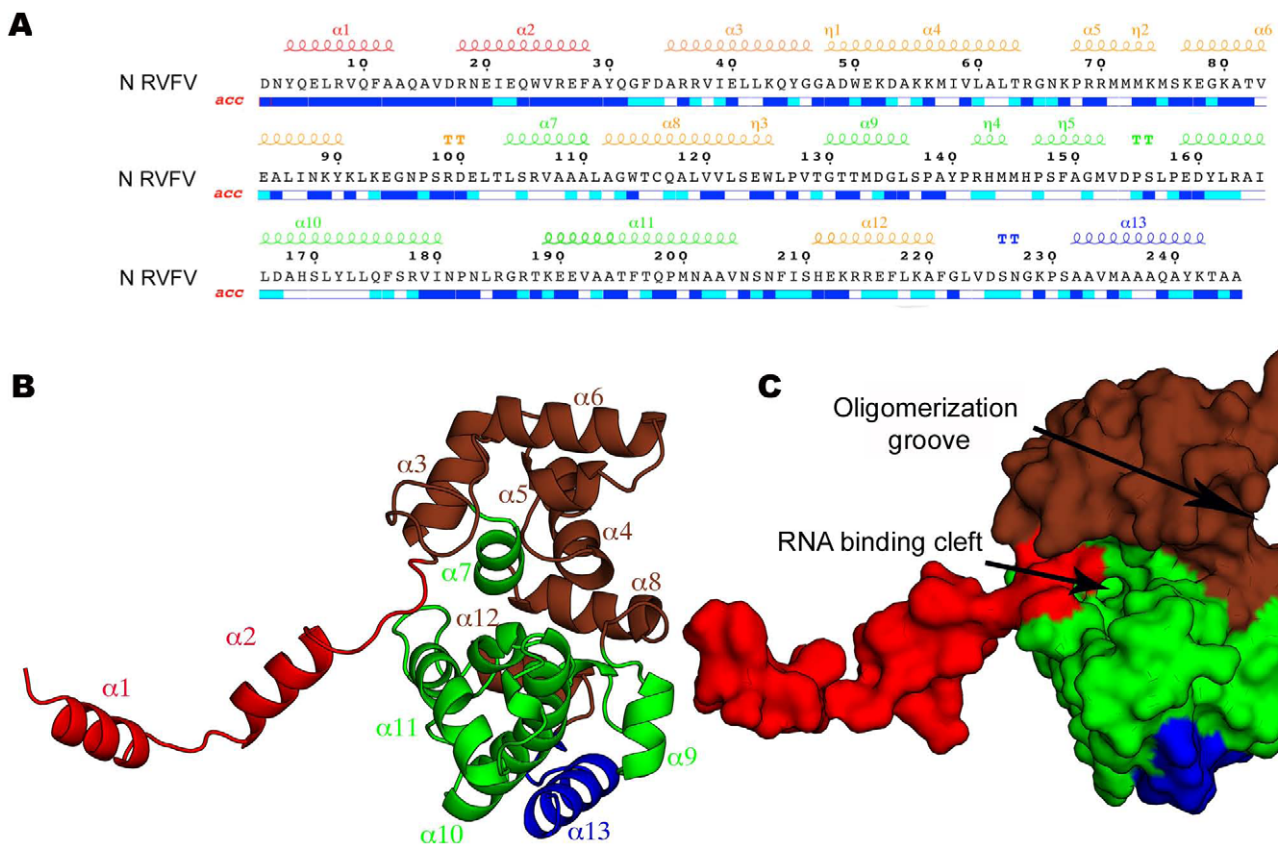 A
α1 α2 α3 η1 α4 α5 η2 α6
10 20 30 40 50 60 70 80
N RVFV DNYQELRVQFAAQAVDRNEIEQWVREFAYQGFDARRVIELLKQYGGADWEKDAKKMIVLALTRGNKPRRMMMKMSKEGKATV
acc
TT α7 α8 η3 α9 η4 η5 TT
90 100 110 120 130 140 150 160
N RVFV EALINKYKLKEGNPSRDELTLSRVAAALAGWTCQALVVLSEWLPVTGTTMDGLSPAYPRHMMHPSFAGMVDPSLPEDYLRAI
acc
α10 α11 α12 TT α13
170 180 190 200 210 220 230 240
N RVFV LDAHSLYLLQFSRVINPNLRGRTKEEVAATFTQPMNAAVNSNFISHEKRREFLKAFGLVDSNGKPSAAVMAAAQAYKTAA
acc
B
α6
α3
α5
α4
α7
α8
α12
α2
α1
α11
α9
α10
α13
C
Oligomerization
groove
RNA binding cleft